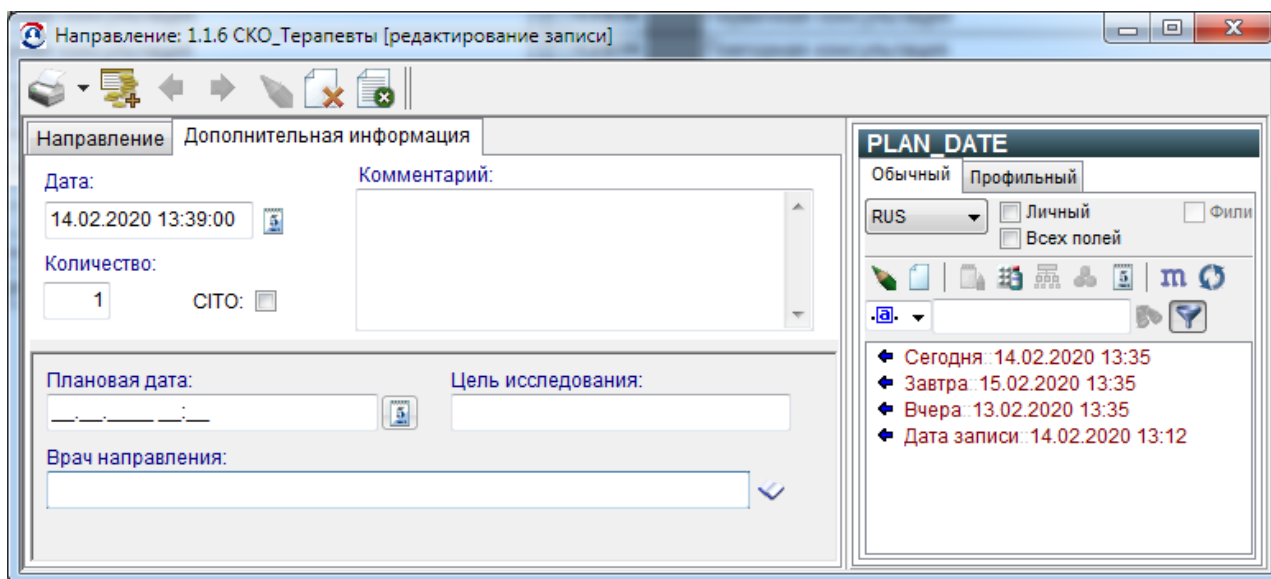 Направление: 1.1.6 СКО_Терапевты [редактирование записи]
Направление Дополнительная информация
Дата:
Комментарий:
14.02.2020 13:39:00
Количество:
1 CITO:
Плановая дата:
Цель исследования:
__.__.____ __:__
Врач направления:
PLAN_DATE
Обычный Профильный
RUS Личный Фили
Всех полей
m
.a.
Сегодня::14.02.2020 13:35
Завтра::15.02.2020 13:35
Вчера::13.02.2020 13:35
Дата записи::14.02.2020 13:12